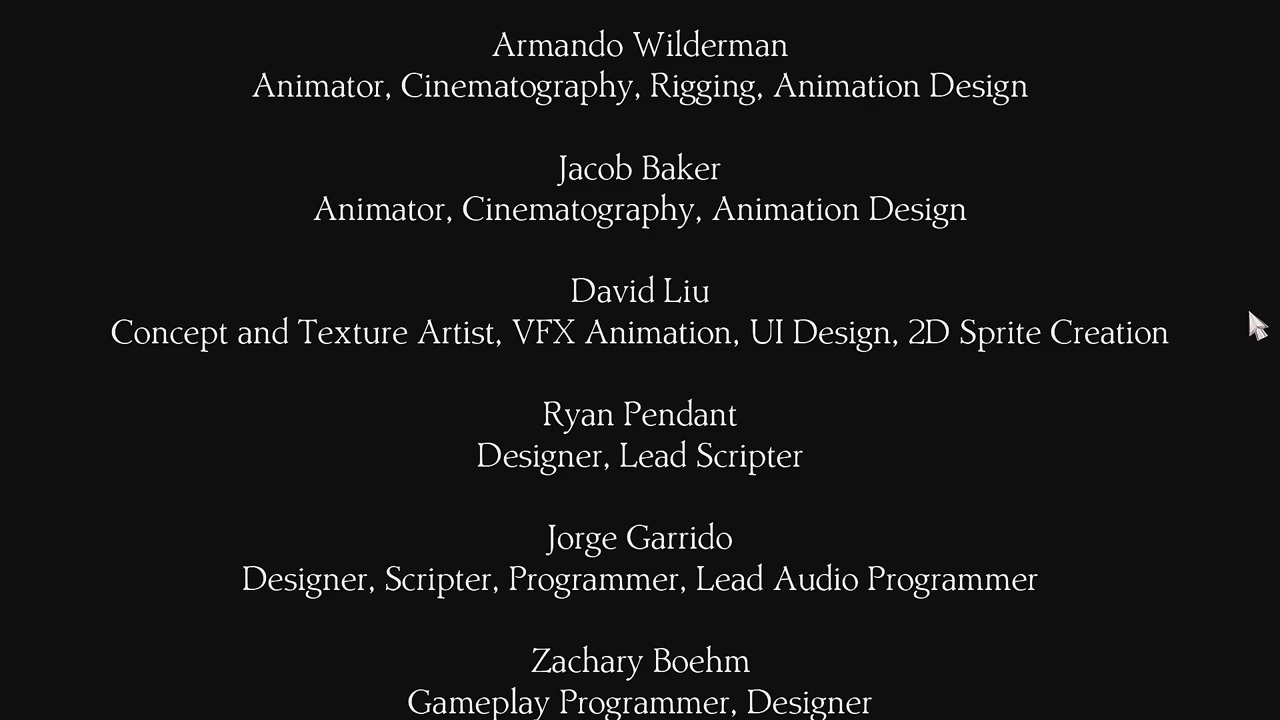 Armando Wilderman
Animator, Cinematography, Rigging, Animation Design
Jacob Baker
Animator, Cinematography, Animation Design
David Liu
Concept and Texture Artist, VFX Animation, UI Design, 2D Sprite Creation
Ryan Pendant
Designer, Lead Scripter
Jorge Garrido
Designer, Scripter, Programmer, Lead Audio Programmer
Zachary Boehm
Gameplay Programmer, Designer